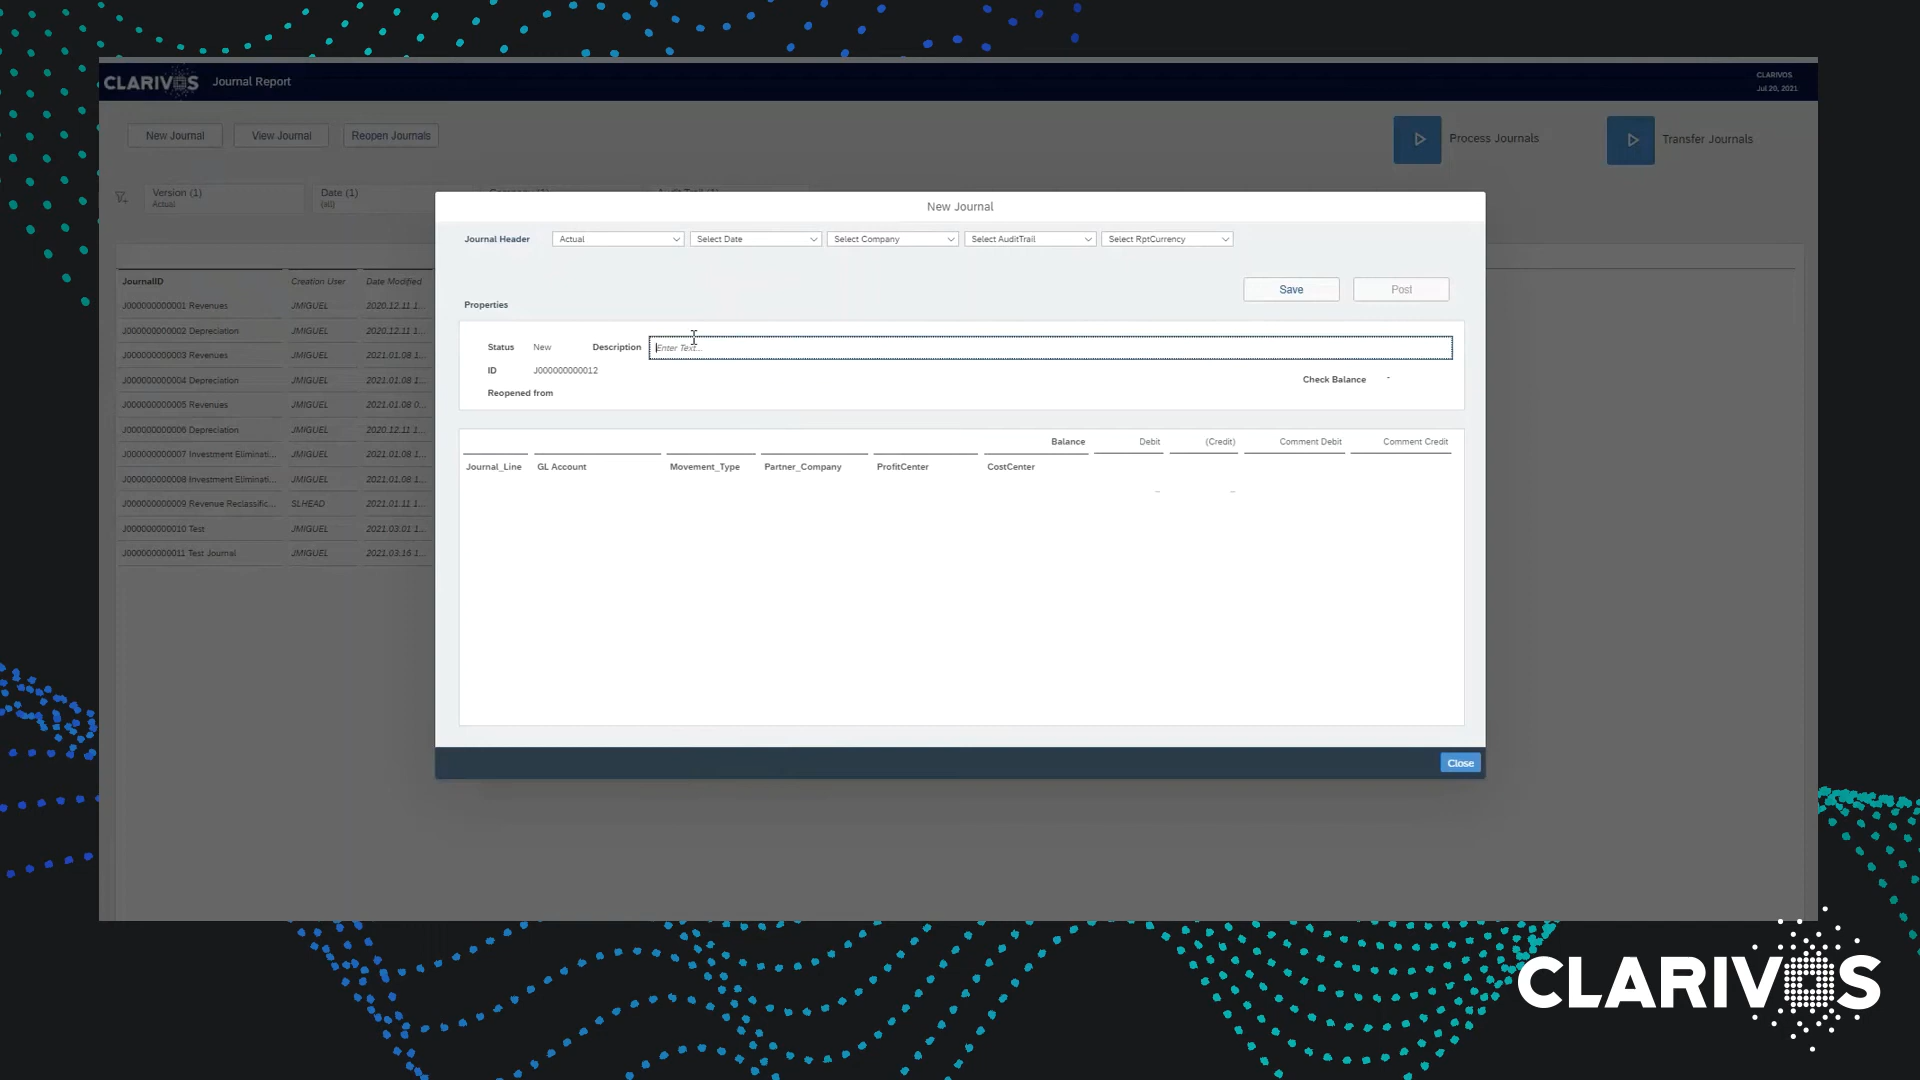 CLARIVOS Journal Report
CLARIVOS
Jul 20, 2021
New Journal View Journal Reopen Journals
Process Journals Transfer Journals
Version (1) Date (1)
Actual (all)
New Journal
Journal Header Actual Select Date Select Company Select AuditTrail Select RptCurrency
Save Post
Properties
Status New Description Enter Text...
ID J000000000012
Check Balance -
Reopened from
Balance Debit (Credit) Comment Debit Comment Credit
Journal_Line GL Account Movement_Type Partner_Company ProfitCenter CostCenter
– –
JournalID Creation User Date Modified
J000000000001 Revenues JMIGUEL 2020.12.11 1...
J000000000002 Depreciation JMIGUEL 2020.12.11 1...
J000000000003 Revenues JMIGUEL 2021.01.08 1...
J000000000004 Depreciation JMIGUEL 2021.01.08 1...
J000000000005 Revenues JMIGUEL 2021.01.08 0...
J000000000006 Depreciation JMIGUEL 2020.12.11 1...
J000000000007 Investment Eliminati... JMIGUEL 2021.01.08 1...
J000000000008 Investment Eliminati... JMIGUEL 2021.01.08 1...
J000000000009 Revenue Reclassific... SLHEAD 2021.01.11 1...
J000000000010 Test JMIGUEL 2021.03.01 1...
J000000000011 Test Journal JMIGUEL 2021.03.16 1...
Close
CLARIVOS